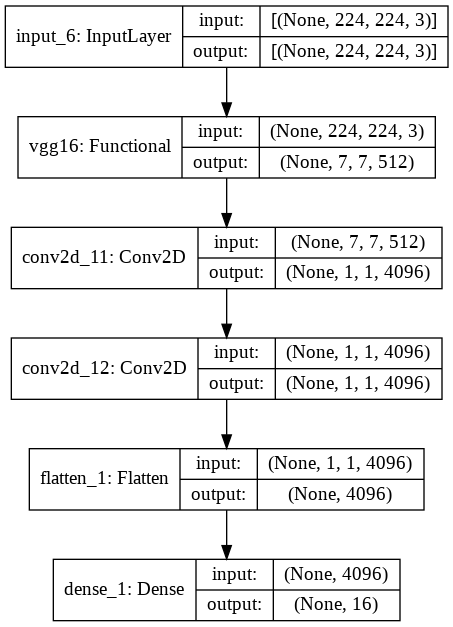 input_6: InputLayer
input: [(None, 224, 224, 3)]
output: [(None, 224, 224, 3)]
vgg16: Functional
input: (None, 224, 224, 3)
output: (None, 7, 7, 512)
conv2d_11: Conv2D
input: (None, 7, 7, 512)
output: (None, 1, 1, 4096)
conv2d_12: Conv2D
input: (None, 1, 1, 4096)
output: (None, 1, 1, 4096)
flatten_1: Flatten
input: (None, 1, 1, 4096)
output: (None, 4096)
dense_1: Dense
input: (None, 4096)
output: (None, 16)